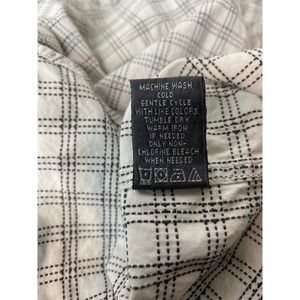 MACHINE WASH
COLD
GENTLE CYCLE
WITH LIKE COLORS
TUMBLE DRY
WARM IRON
IF NEEDED
ONLY NON-
CHLORINE BLEACH
WHEN NEEDED